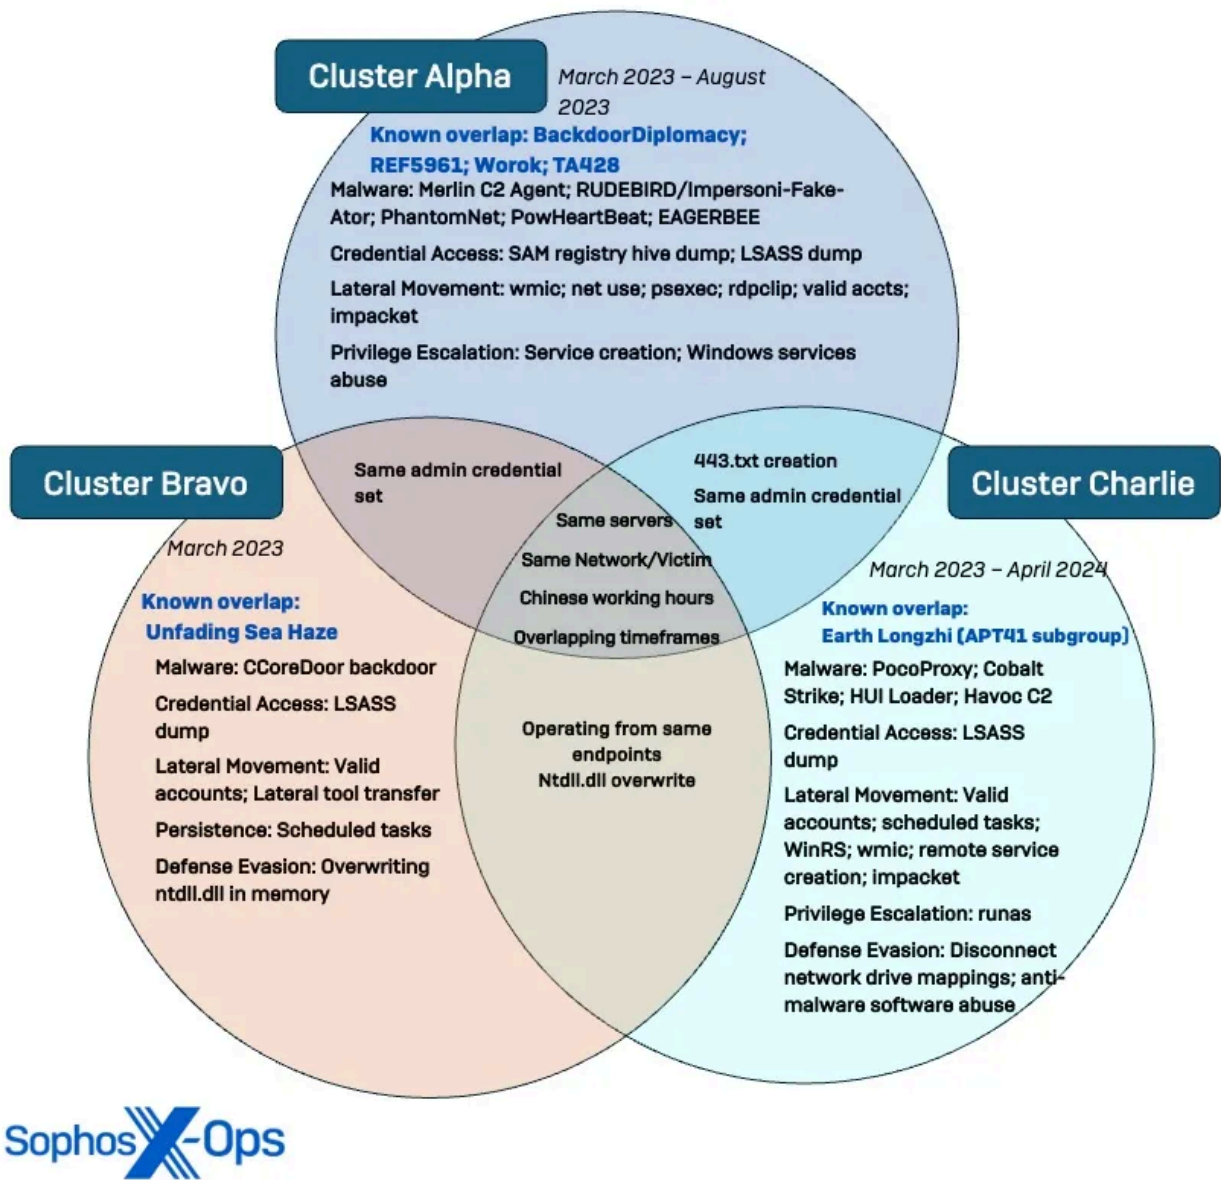 Cluster Alpha
March 2023 – August
2023
Known overlap: BackdoorDiplomacy;
REF5961; Worok; TA428
Malware: Merlin C2 Agent; RUDEBIRD/Impersoni-Fake-
Ator; PhantomNet; PowHeartBeat; EAGERBEE
Credential Access: SAM registry hive dump; LSASS dump
Lateral Movement: wmic; net use; psexec; rdpclip; valid accts;
impacket
Privilege Escalation: Service creation; Windows services
abuse
Same admin credential
set
443.txt creation
Same admin credential
set
Same servers
Same Network/Victim
Chinese working hours
Overlapping timeframes
Cluster Bravo
March 2023
Known overlap:
Unfading Sea Haze
Malware: CCoreDoor backdoor
Credential Access: LSASS
dump
Lateral Movement: Valid
accounts; Lateral tool transfer
Persistence: Scheduled tasks
Defense Evasion: Overwriting
ntdll.dll in memory
Operating from same
endpoints
Ntdll.dll overwrite
Cluster Charlie
March 2023 – April 2024
Known overlap:
Earth Longzhi (APT41 subgroup)
Malware: PocoProxy; Cobalt
Strike; HUI Loader; Havoc C2
Credential Access: LSASS
dump
Lateral Movement: Valid
accounts; scheduled tasks;
WinRS; wmic; remote service
creation; impacket
Privilege Escalation: runas
Defense Evasion: Disconnect
network drive mappings; anti-
malware software abuse
Sophos X-Ops